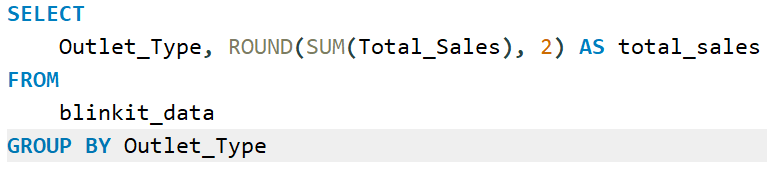 SELECT
    Outlet_Type, ROUND(SUM(Total_Sales), 2) AS total_sales
FROM
    blinkit_data
GROUP BY Outlet_Type